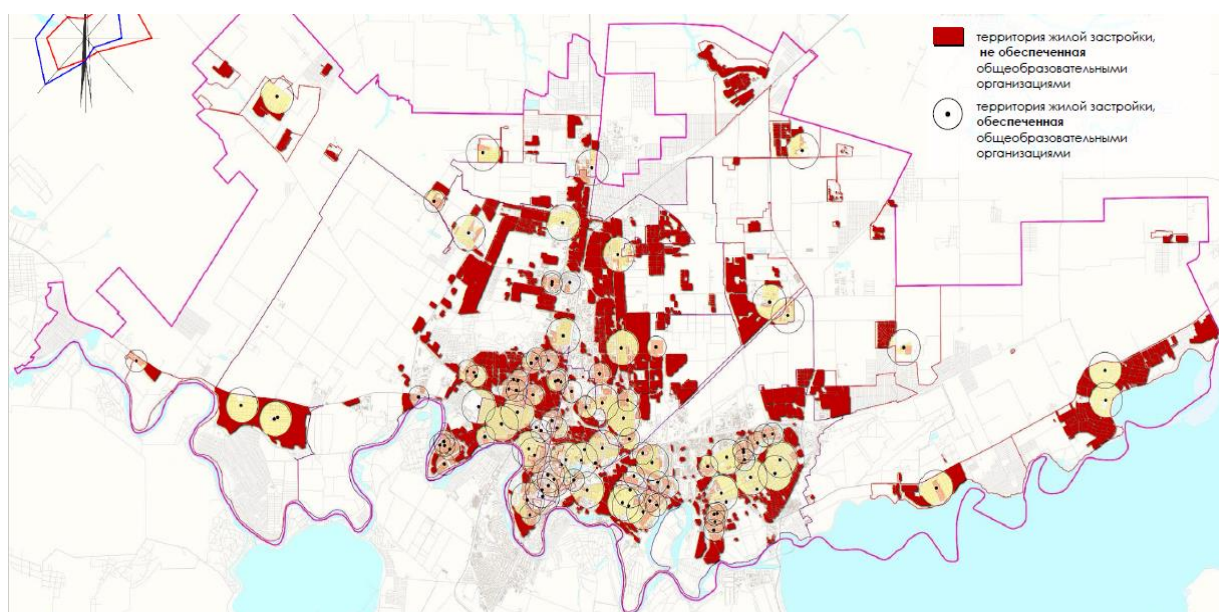 территория жилой застройки,
не обеспеченная
общеобразовательными
организациями
территория жилой застройки,
обеспеченная
общеобразовательными
организациями